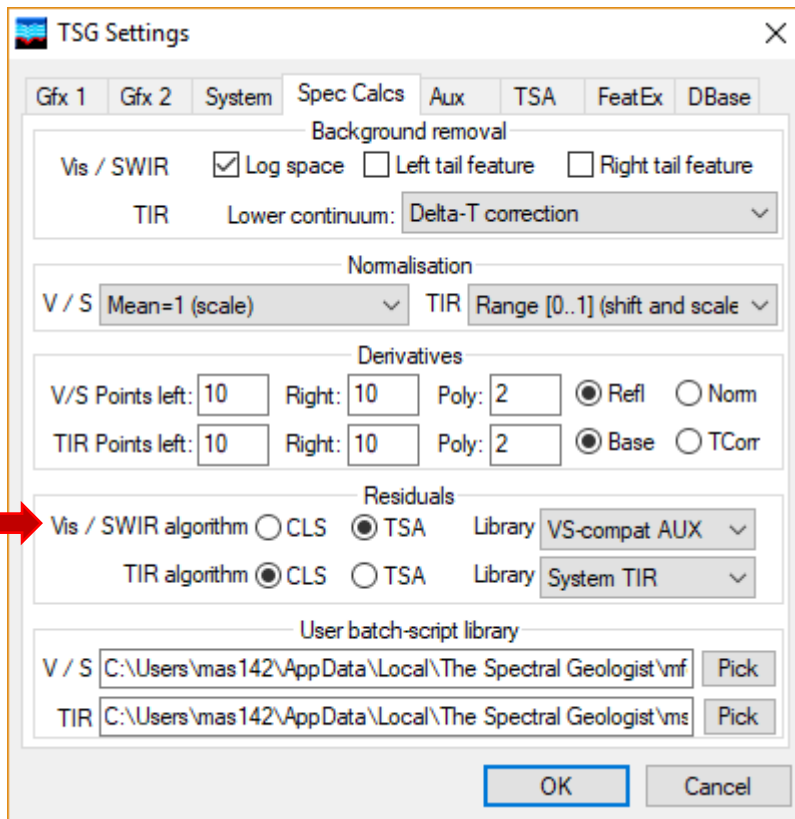 TSG Settings
Gfx 1 Gfx 2 System Spec Calcs Aux TSA FeatEx DBase
Background removal
Vis / SWIR Log space Left tail feature Right tail feature
TIR Lower continuum: Delta-T correction
Normalisation
V / S Mean=1 (scale) TIR Range [0..1] (shift and scale
Derivatives
V/S Points left: 10 Right: 10 Poly: 2 Refl Norm
TIR Points left: 10 Right: 10 Poly: 2 Base TCorr
Residuals
Vis / SWIR algorithm CLS TSA Library VS-compat AUX
TIR algorithm CLS TSA Library System TIR
User batch-script library
V / S C:\Users\mas142\AppData\Local\The Spectral Geologist\mf Pick
TIR C:\Users\mas142\AppData\Local\The Spectral Geologist\ms Pick
OK Cancel